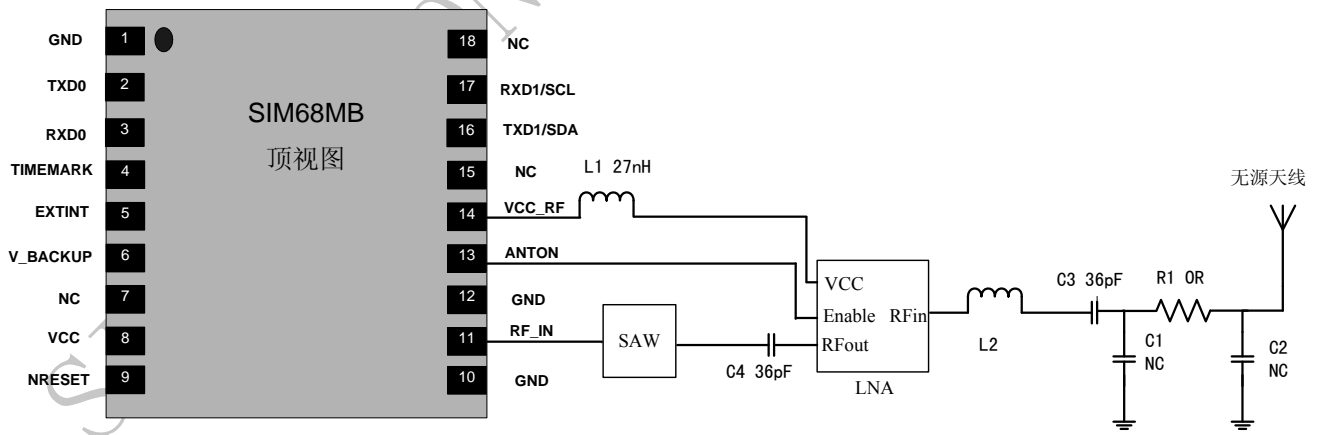 GND 1
TXD0 2
RXD0 3
TIMEMARK 4
EXTINT 5
V_BACKUP 6
NC 7
VCC 8
NRESET 9
SIM68MB
顶视图
18 NC
17 RXD1/SCL
16 TXD1/SDA
15 NC
14 VCC_RF
13 ANTON
12 GND
11 RF_IN
10 GND
L1 27nH
SAW
C4 36pF
VCC
Enable RFin
RFout
LNA
L2
C3 36pF
R1 0R
C1
NC
C2
NC
无源天线